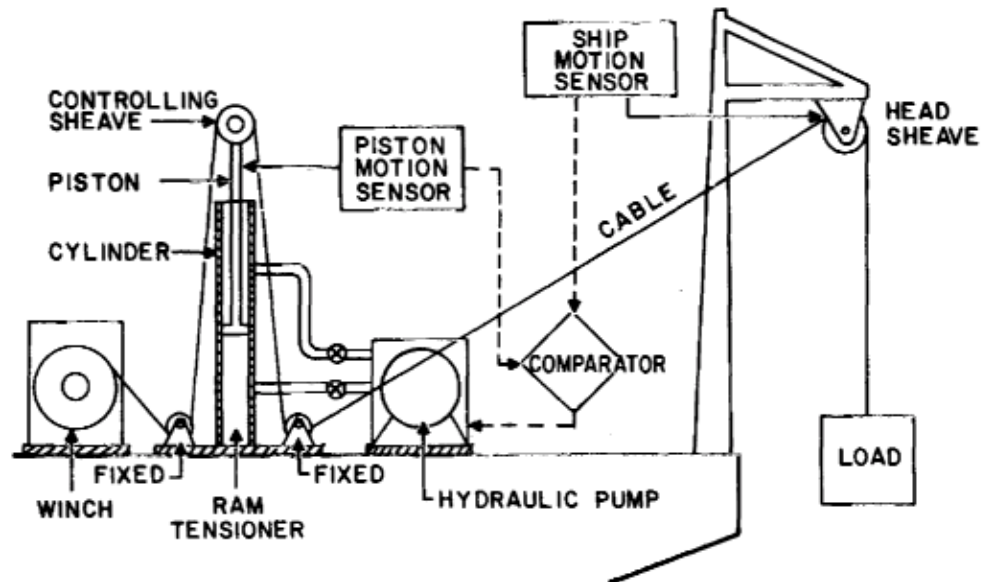 SHIP
MOTION
SENSOR
CONTROLLING
SHEAVE
HEAD
SHEAVE
PISTON
MOTION
SENSOR
PISTON
CABLE
CYLINDER
COMPARATOR
LOAD
FIXED
FIXED
WINCH
RAM
TENSIONER
HYDRAULIC PUMP